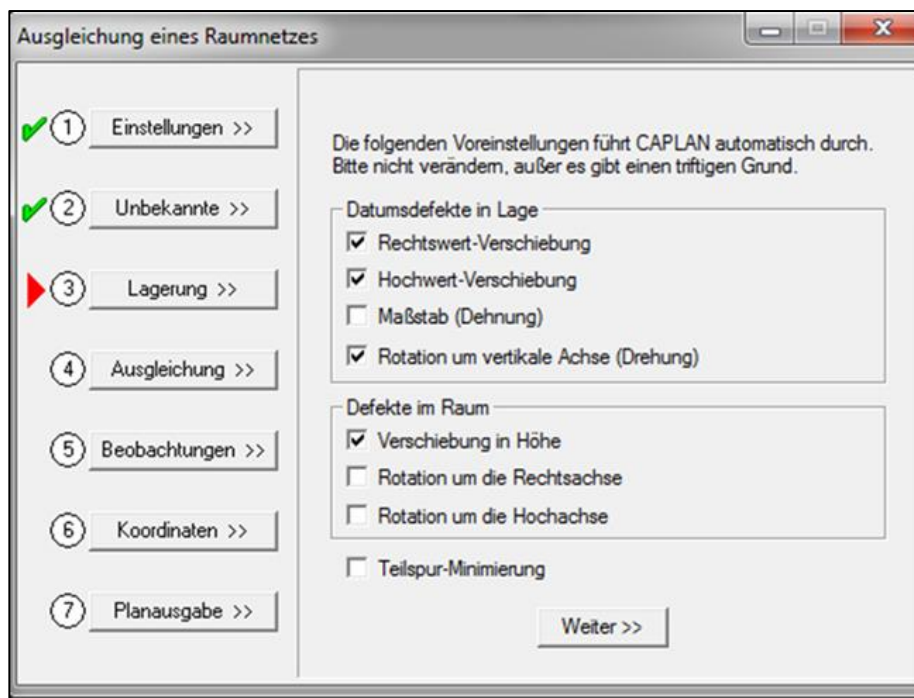 Ausgleichung eines Raumnetzes
1 Einstellungen >>
2 Unbekannte >>
3 Lagerung >>
4 Ausgleichung >>
5 Beobachtungen >>
6 Koordinaten >>
7 Planausgabe >>
Die folgenden Voreinstellungen führt CAPLAN automatisch durch.
Bitte nicht verändern, außer es gibt einen triftigen Grund.
Datumsdefekte in Lage
Rechtswert-Verschiebung
Hochwert-Verschiebung
Maßstab (Dehnung)
Rotation um vertikale Achse (Drehung)
Defekte im Raum
Verschiebung in Höhe
Rotation um die Rechtsachse
Rotation um die Hochachse
Teilspur-Minimierung
Weiter >>